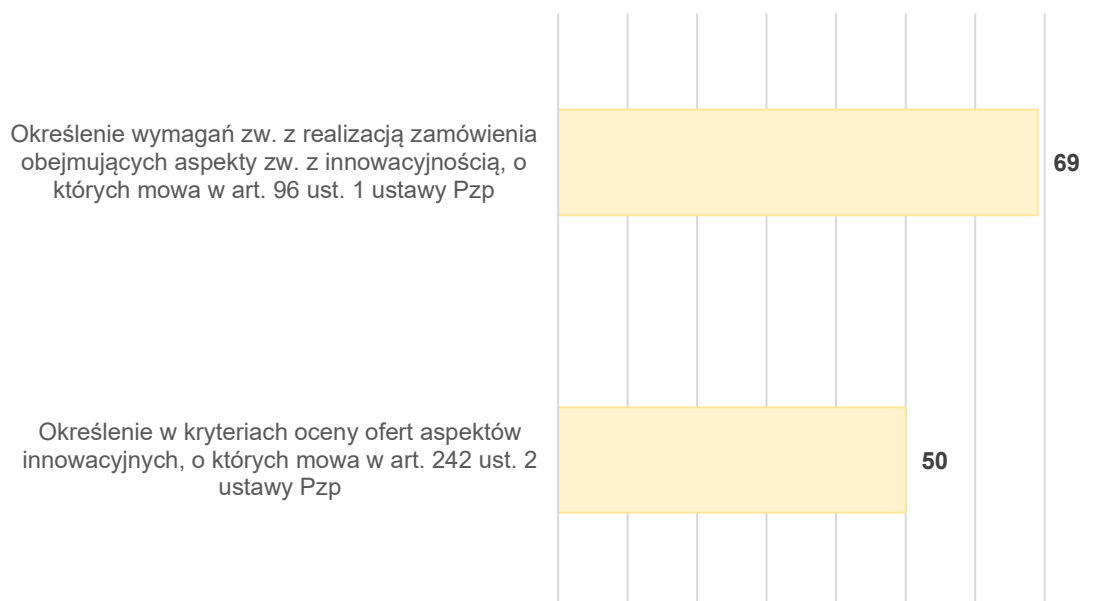 Określenie wymagań zw. z realizacją zamówienia
obejmujących aspekty zw. z innowacyjnością, o
których mowa w art. 96 ust. 1 ustawy Pzp
69
Określenie w kryteriach oceny ofert aspektów
innowacyjnych, o których mowa w art. 242 ust. 2
ustawy Pzp
50